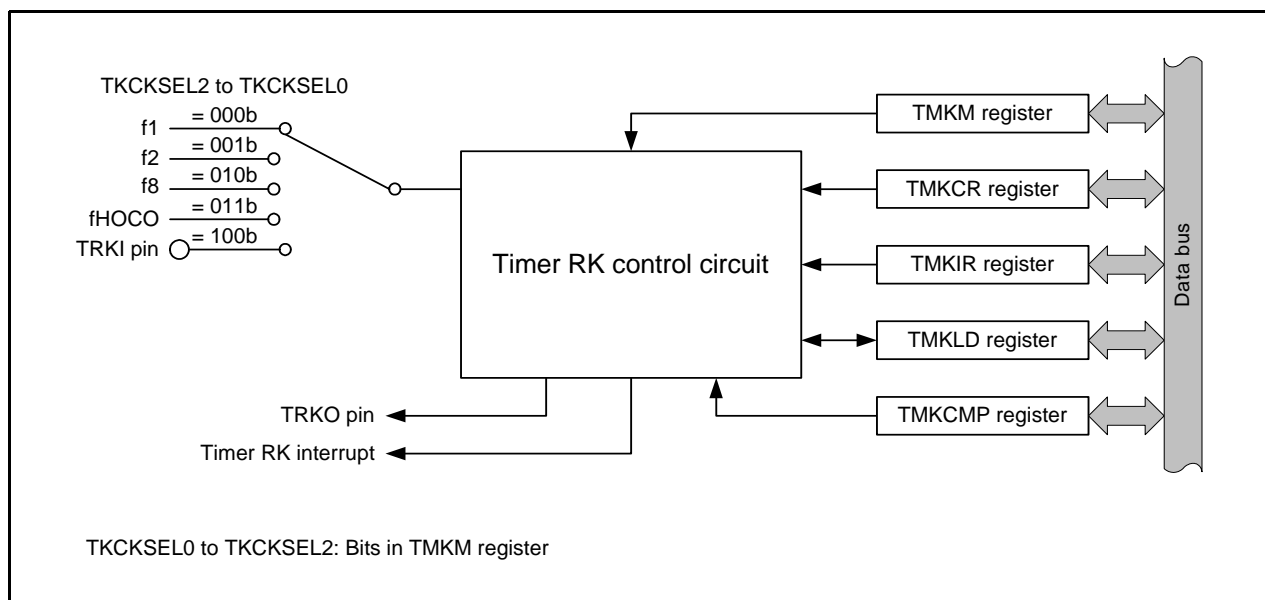 TKCKSEL2 to TKCKSEL0
f1 = 000b
f2 = 001b
f8 = 010b
fHOCO = 011b
TRKI pin = 100b
Timer RK control circuit
TMKM register
TMKCR register
TMKIR register
TMKLD register
TMKCMP register
Data bus
TRKO pin
Timer RK interrupt
TKCKSEL0 to TKCKSEL2: Bits in TMKM register